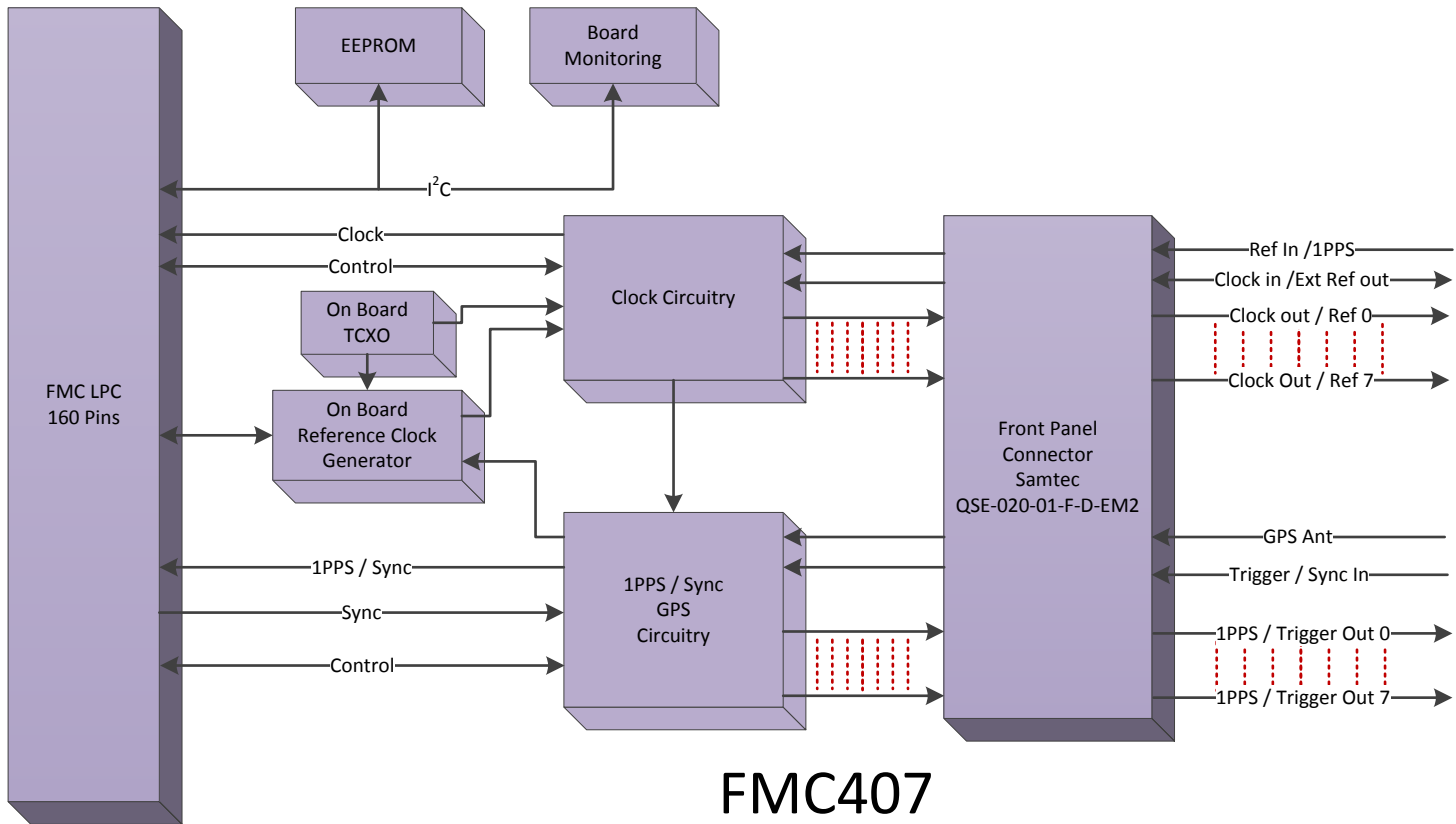 EEPROM
Board
Monitoring
I²C
Clock
Control
On Board
TCXO
On Board
Reference Clock
Generator
FMC LPC
160 Pins
1PPS / Sync
Sync
Control
Clock Circuitry
1PPS / Sync
GPS
Circuitry
Front Panel
Connector
Samtec
QSE-020-01-F-D-EM2
Ref In /1PPS
Clock in /Ext Ref out
Clock out / Ref 0
Clock Out / Ref 7
GPS Ant
Trigger / Sync In
1PPS / Trigger Out 0
1PPS / Trigger Out 7
FMC407